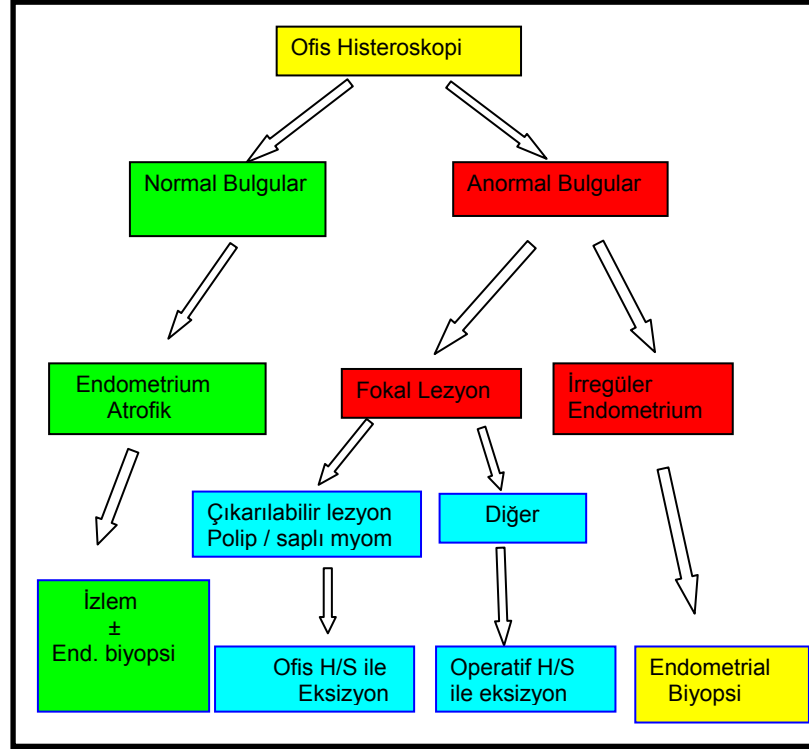 Ofis Histeroskopi
Normal Bulgular
Anormal Bulgular
Endometrium
Atrofik
Fokal Lezyon
İrregüler
Endometrium
Çıkarılabilir lezyon
Polip / saplı myom
Diğer
İzlem
±
End. biyopsi
Ofis H/S ile
Eksizyon
Operatif H/S
ile eksizyon
Endometrial
Biyopsi